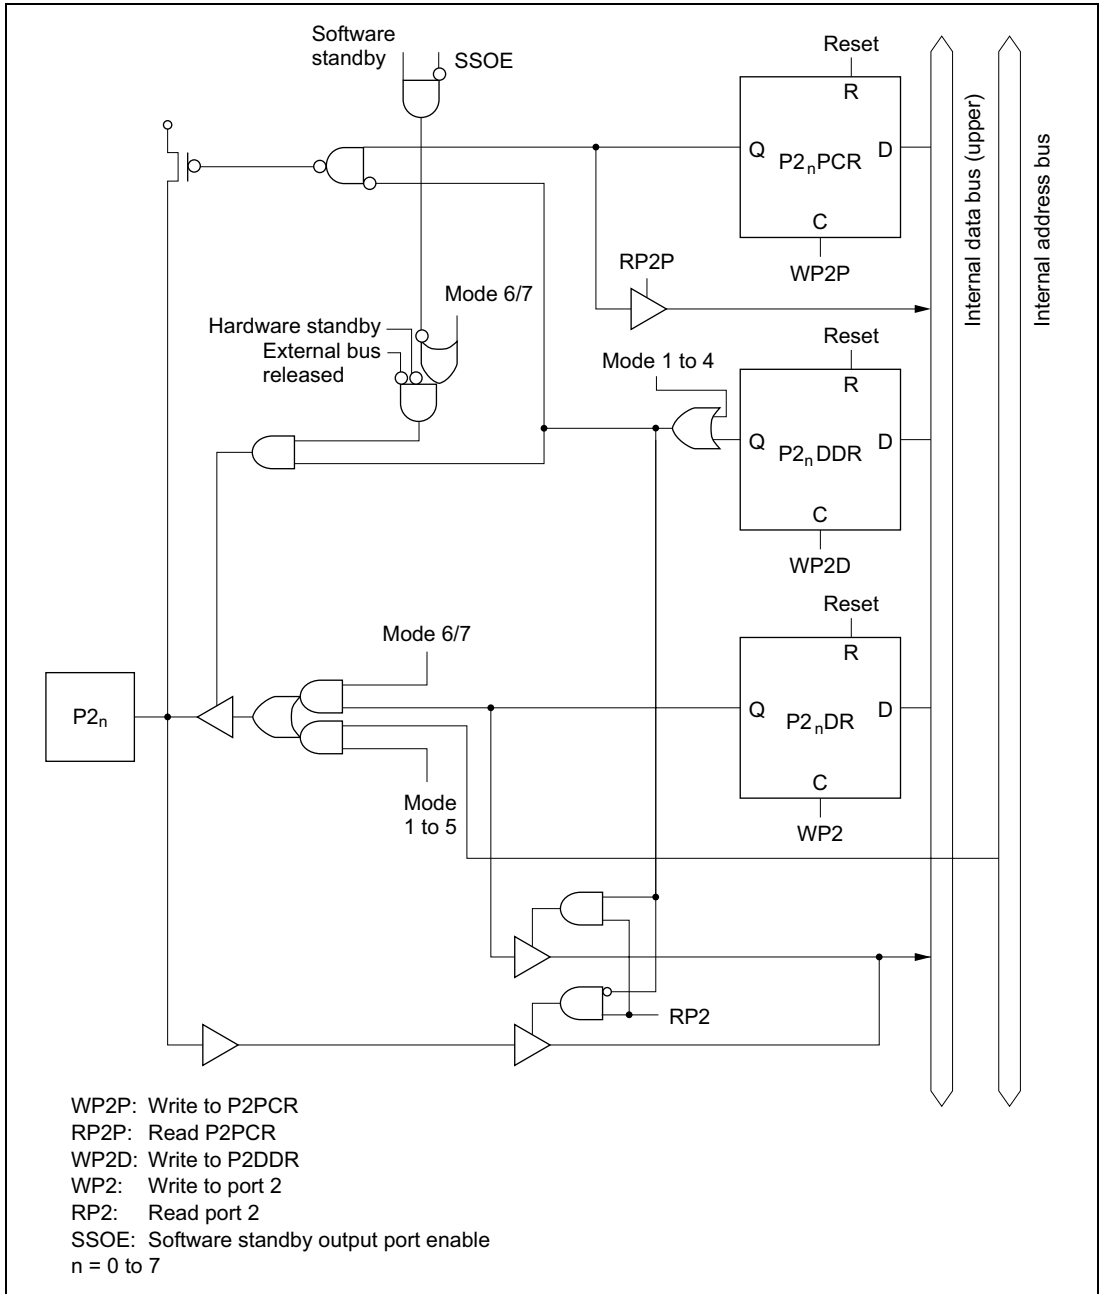 Software
standby
SSOE
Reset
R
Q
P2nPCR
D
C
WP2P
RP2P
Internal data bus (upper)
Internal address bus
Mode 6/7
Hardware standby
External bus
released
Mode 1 to 4
Reset
R
Q
P2nDDR
D
C
WP2D
Reset
R
Mode 6/7
P2n
Q
P2nDR
D
C
WP2
Mode
1 to 5
RP2
WP2P: Write to P2PCR
RP2P: Read P2PCR
WP2D: Write to P2DDR
WP2: Write to port 2
RP2: Read port 2
SSOE: Software standby output port enable
n = 0 to 7